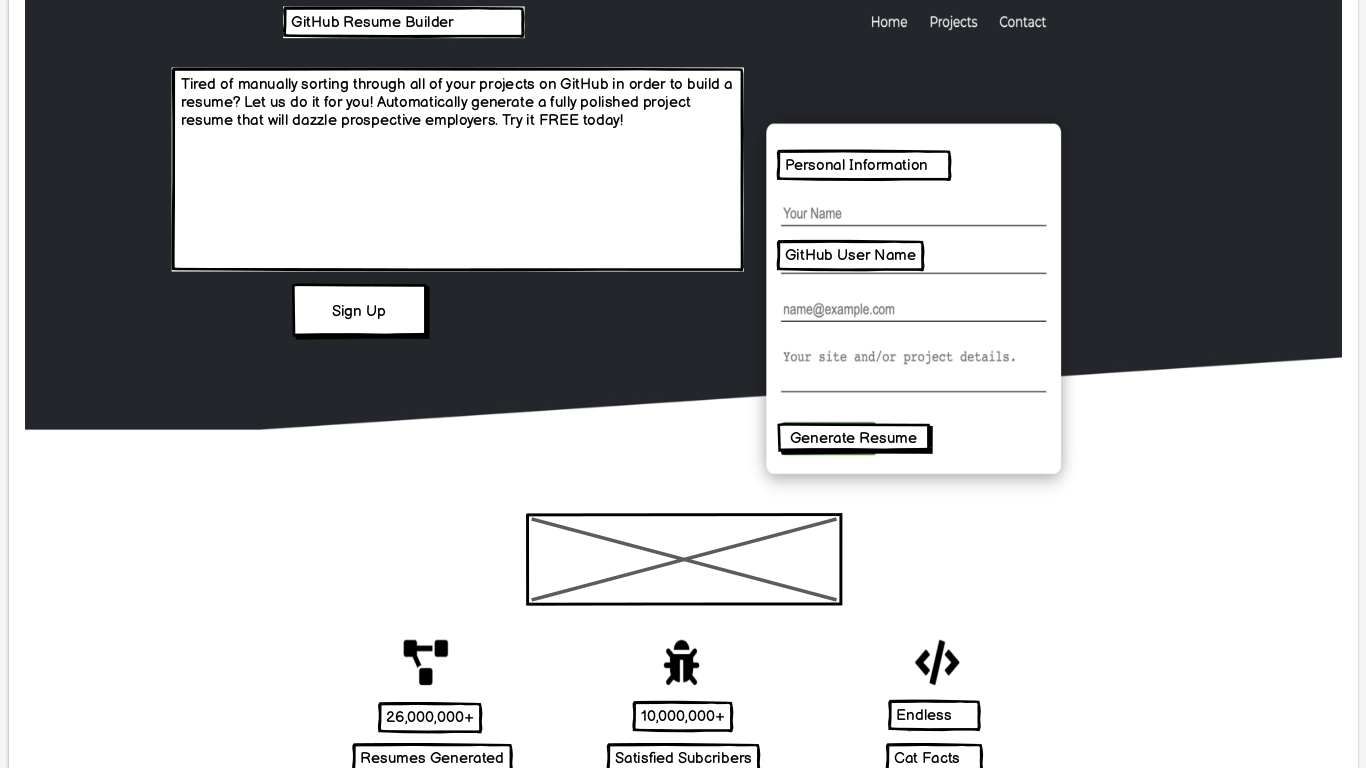 GitHub Resume Builder
Home Projects Contact
Tired of manually sorting through all of your projects on GitHub in order to build a
resume? Let us do it for you! Automatically generate a fully polished project
resume that will dazzle prospective employers. Try it FREE today!
Sign Up
Personal Information
Your Name
GitHub User Name
name@example.com
Your site and/or project details.
Generate Resume
26,000,000+
10,000,000+
Endless
Resumes Generated
Satisfied Subcribers
Cat Facts